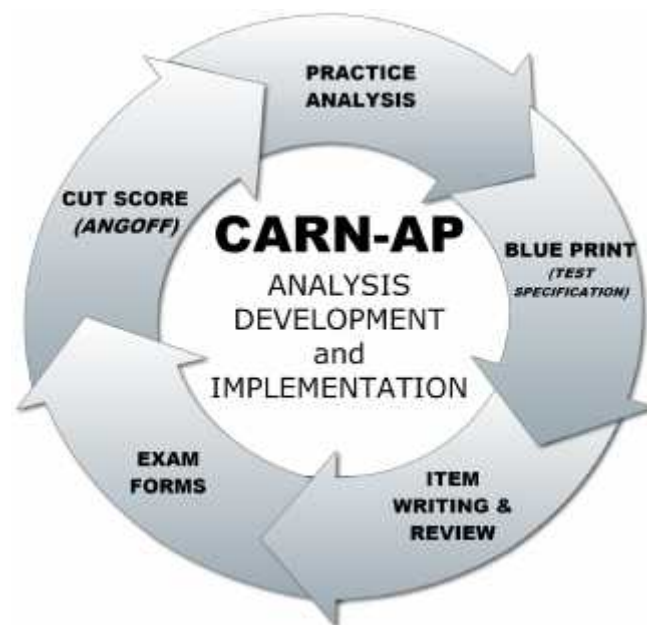 PRACTICE
ANALYSIS
BLUE PRINT
(TEST
SPECIFICATION)
ITEM
WRITING &
REVIEW
EXAM
FORMS
CUT SCORE
(ANGOFF)
CARN-AP
ANALYSIS
DEVELOPMENT
and
IMPLEMENTATION